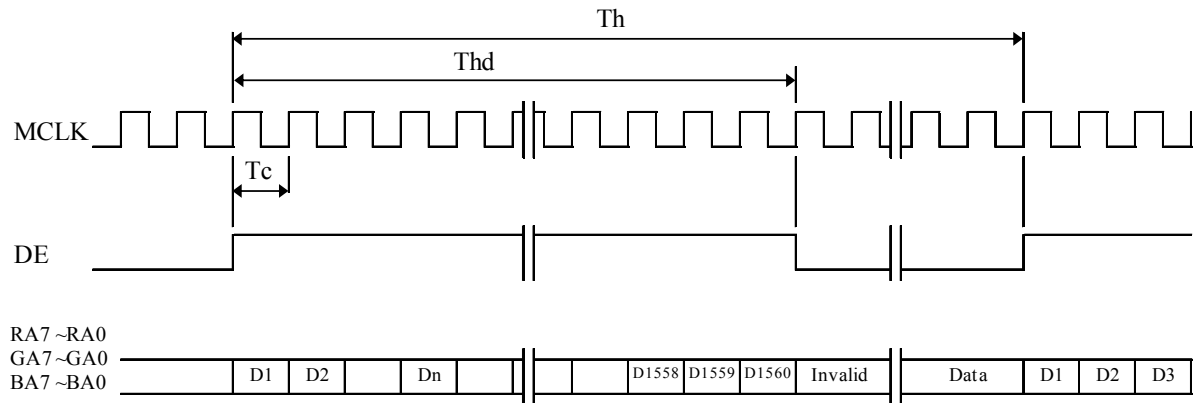 Th
Thd
MCLK
Tc
DE
RA7 ~RA0
GA7 ~GA0
BA7 ~BA0
D1 D2 Dn D1558 D1559 D1560 Invalid Data D1 D2 D3